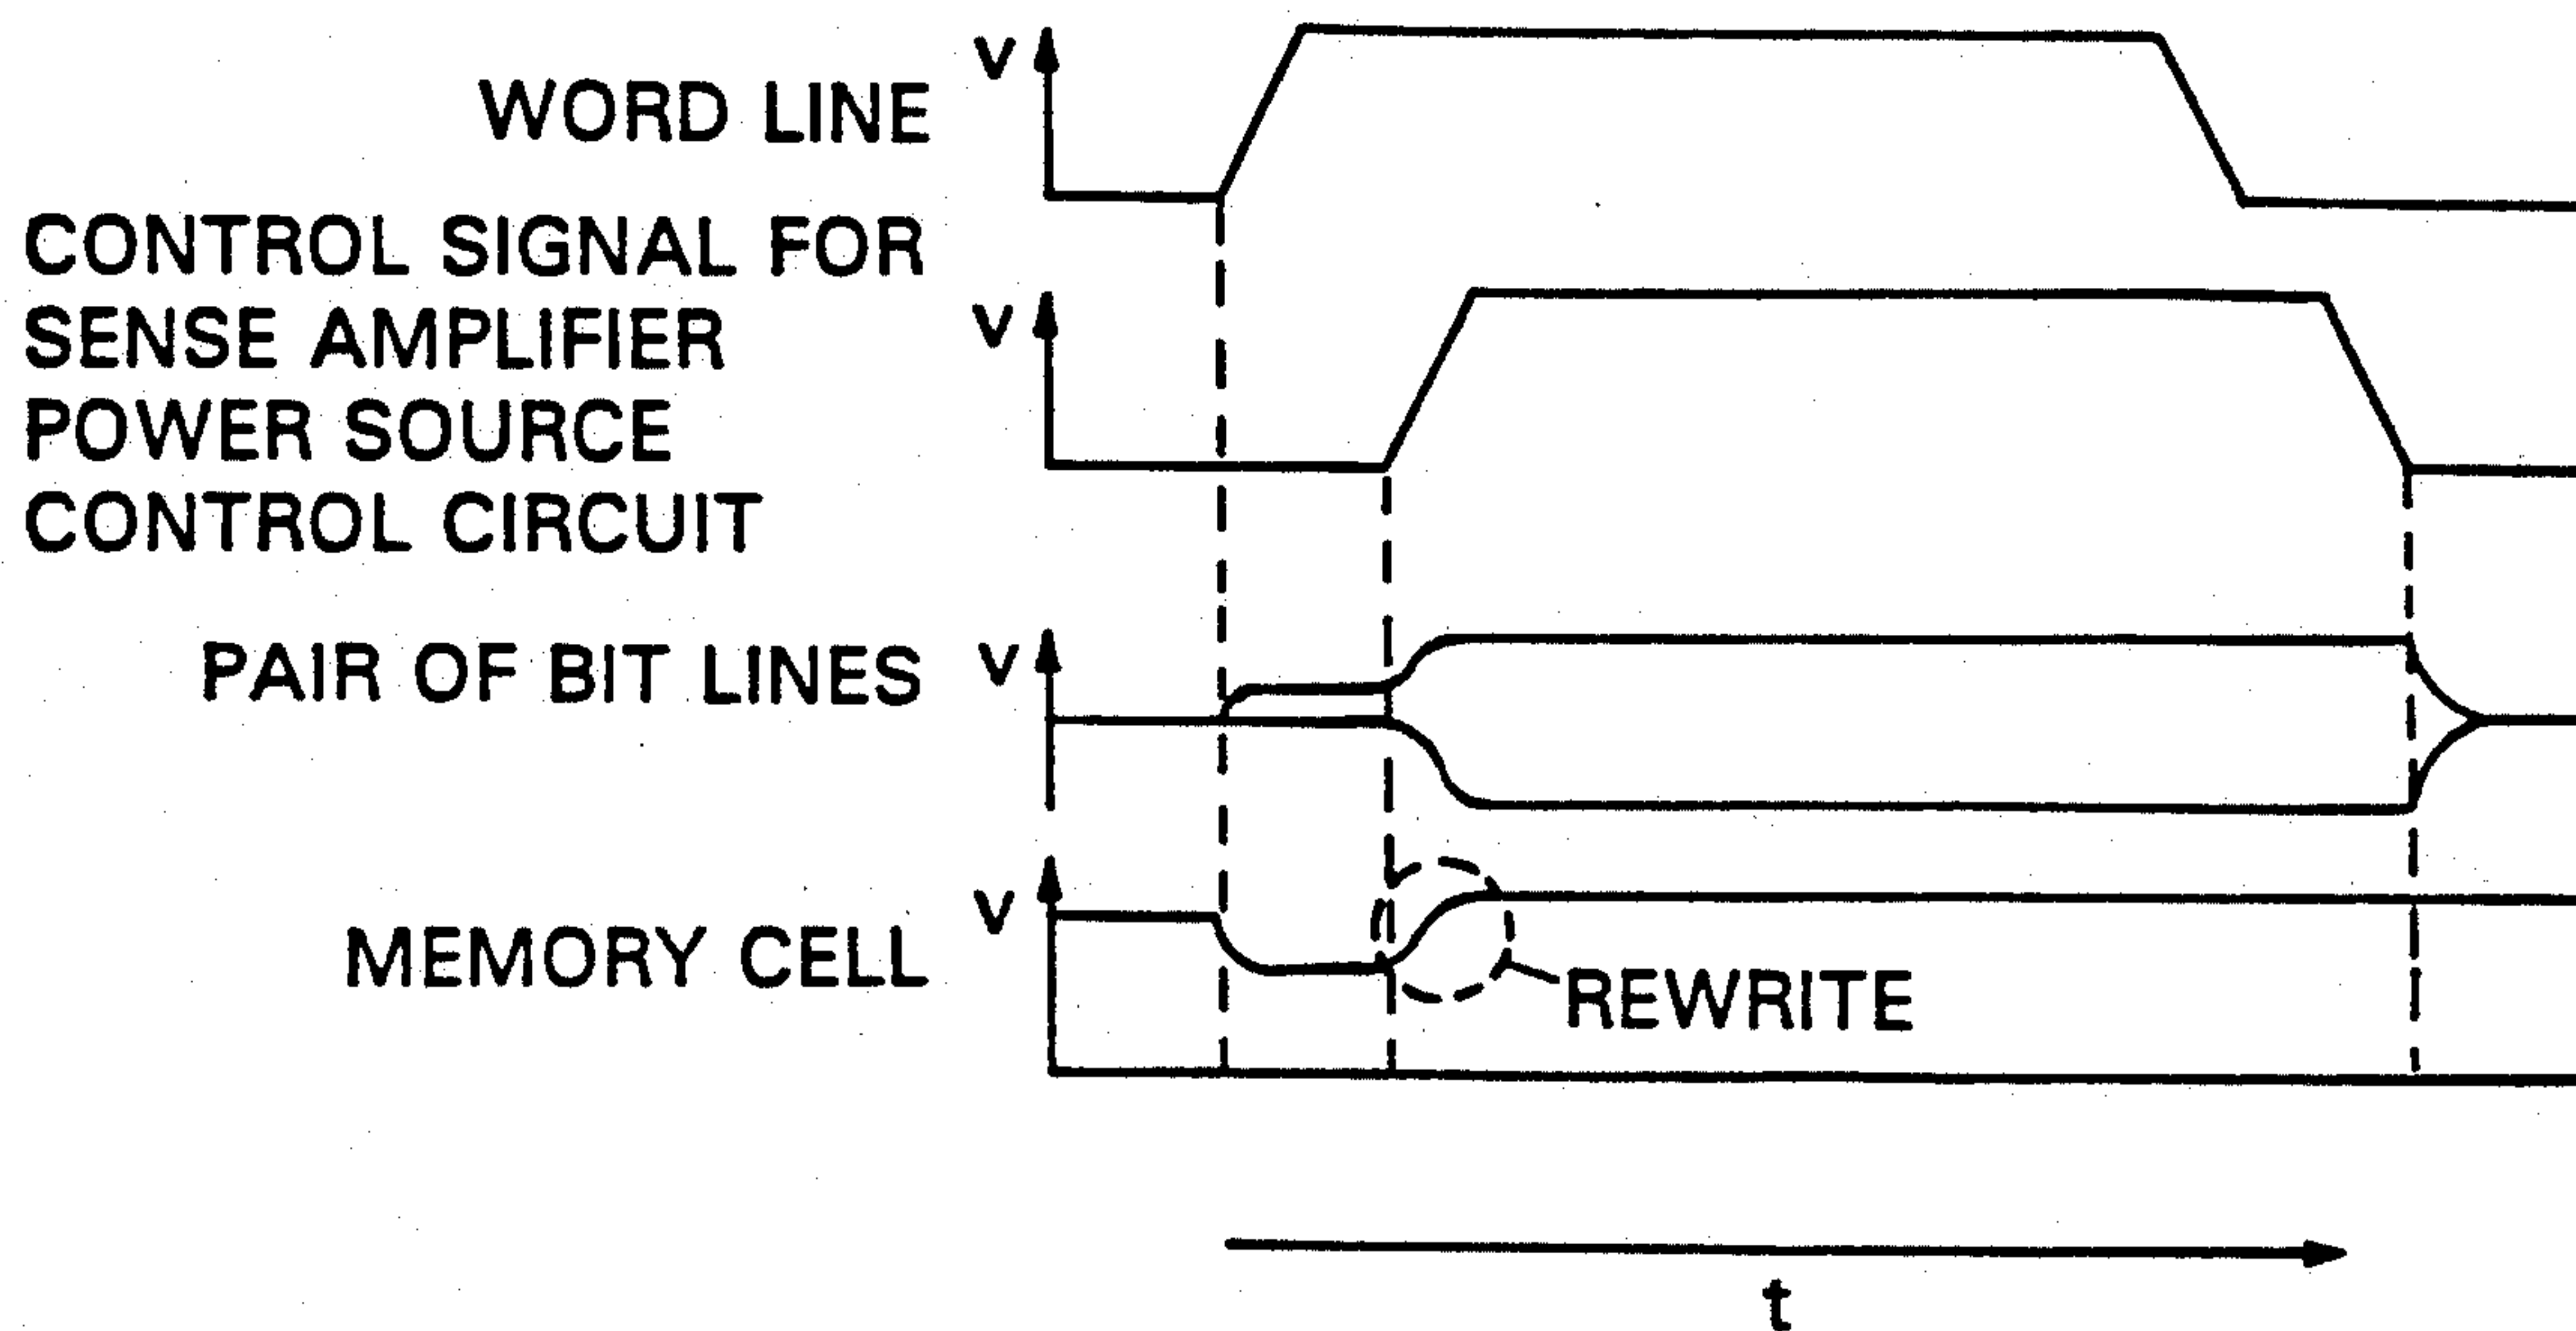 V
WORD LINE
CONTROL SIGNAL FOR
SENSE AMPLIFIER
POWER SOURCE
CONTROL CIRCUIT
V
PAIR OF BIT LINES
V
MEMORY CELL
V
REWRITE
t